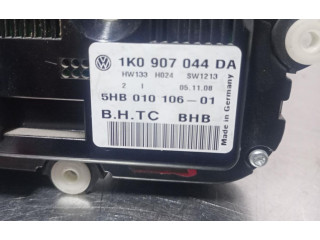 1K0 907 044 DA
HW133 H024 SW1213
2 1 05.11.08
5HB 010 106-01
B.H.TC BHB
Made in Germany